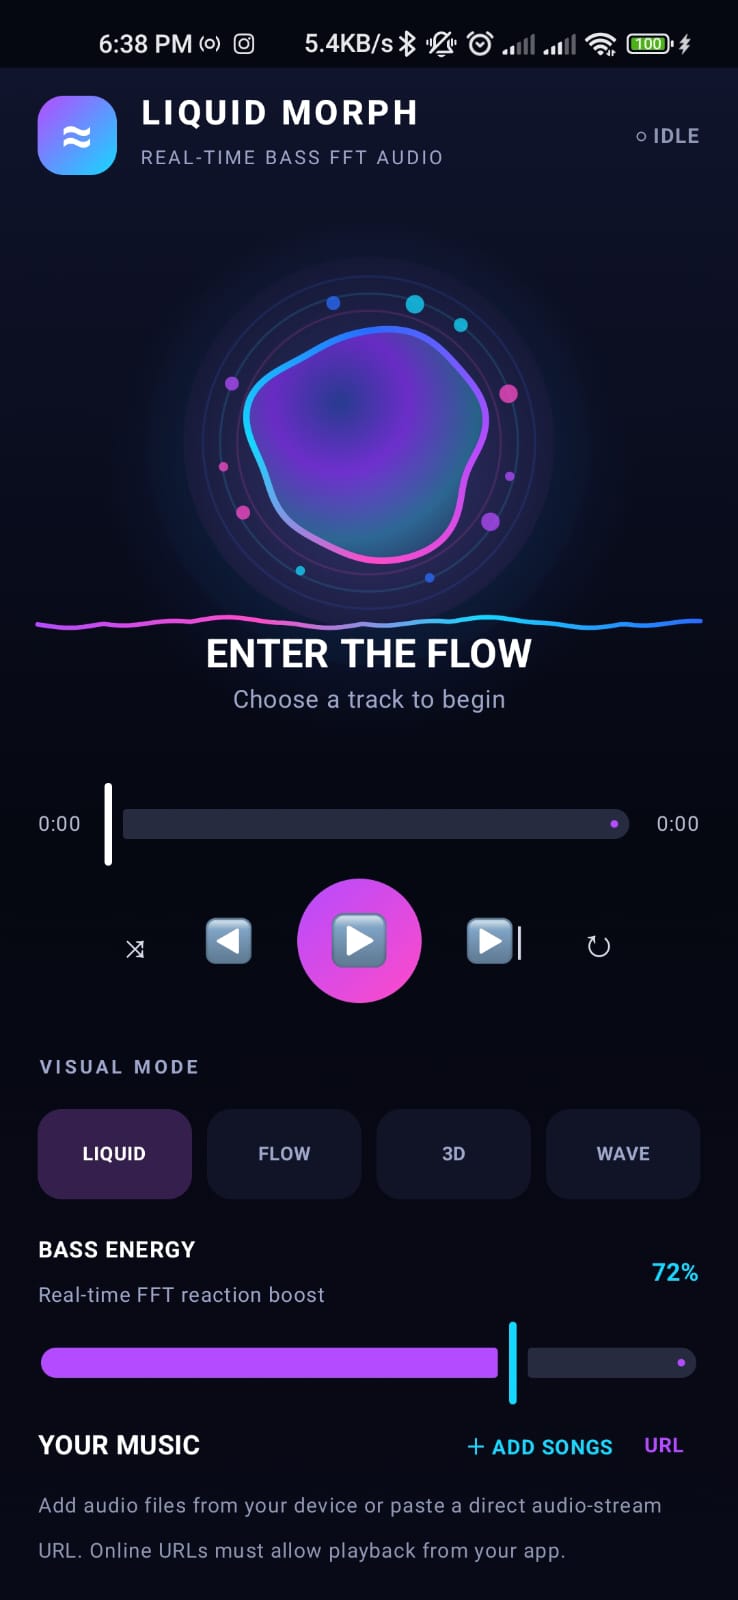 6:38 PM 5.4KB/s 100
LIQUID MORPH
REAL-TIME BASS FFT AUDIO
IDLE
ENTER THE FLOW
Choose a track to begin
0:00 0:00
VISUAL MODE
LIQUID FLOW 3D WAVE
BASS ENERGY
72%
Real-time FFT reaction boost
YOUR MUSIC + ADD SONGS URL
Add audio files from your device or paste a direct audio-stream
URL. Online URLs must allow playback from your app.